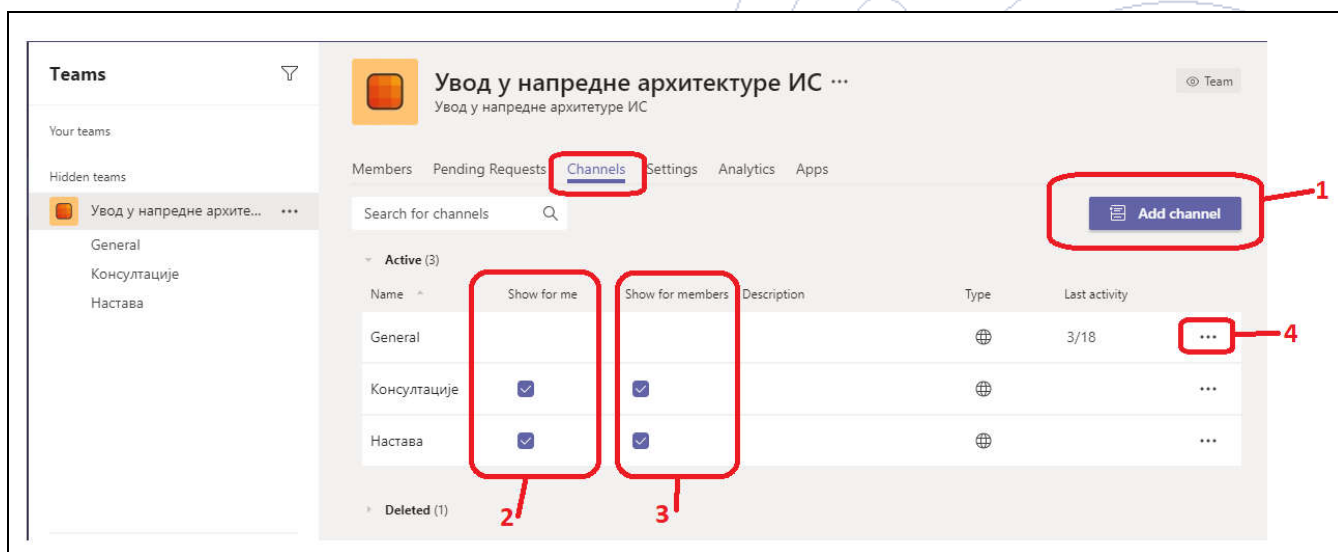 Teams
Your teams
Hidden teams
Увод у напредне архите... •••
General
Консултације
Настава
Увод у напредне архитектуре ИС ···
Увод у напредне архитетуре ИС
Team
Members Pending Requests Channels Settings Analytics Apps
Search for channels
Add channel
1
Active (3)
Name Show for me Show for members Description Type Last activity
General 3/18 •••
4
Консултације •••
Настава •••
Deleted (1)
2
3